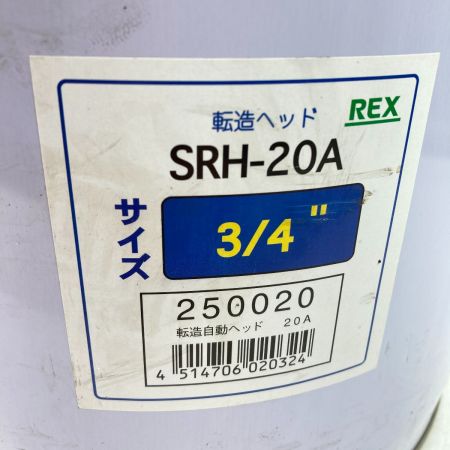 転造ヘッド
REX
SRH-20A
サイズ
3/4"
250020
転造自動ヘッド 20A
4 514706 020324